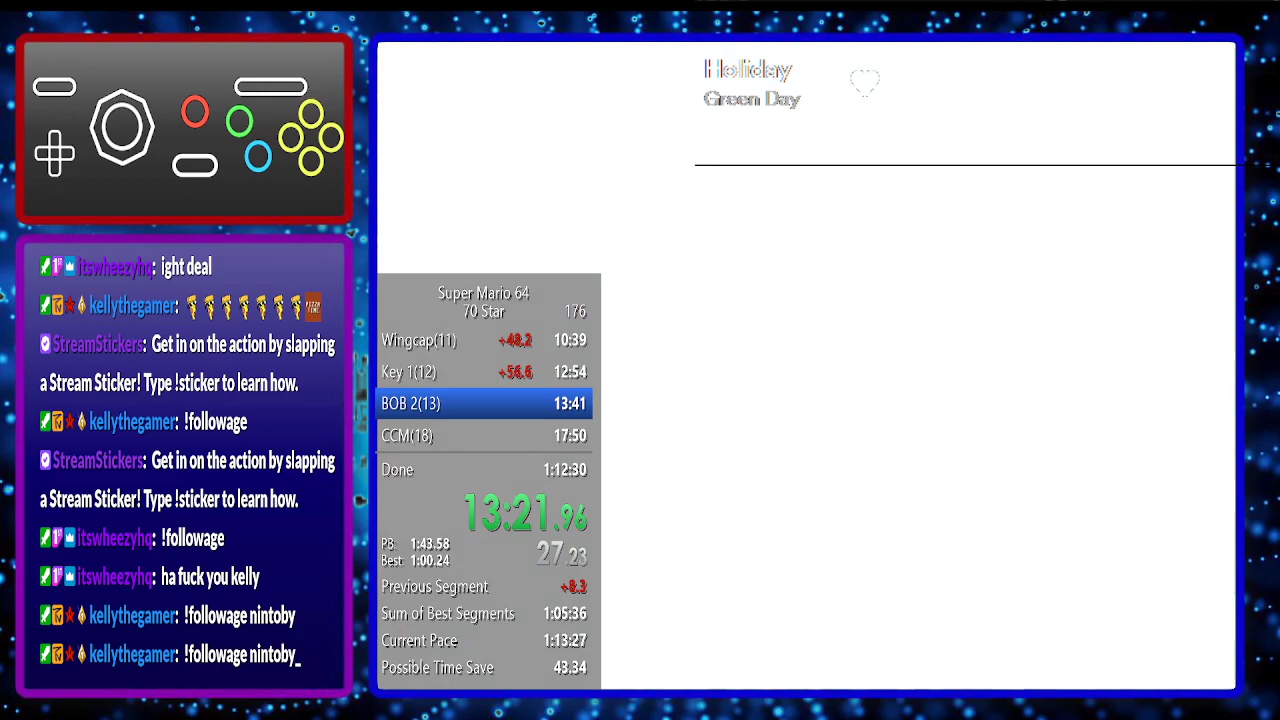 Holiday
Green Day
itswheezyhq: ight deal
kellythegamer:
StreamStickers: Get in on the action by slapping
a Stream Sticker! Type !sticker to learn how.
kellythegamer: !followage
StreamStickers: Get in on the action by slapping
a Stream Sticker! Type !sticker to learn how.
itswheezyhq: !followage
itswheezyhq: ha fuck you kelly
kellythegamer: !followage nintoby
kellythegamer: !followage nintoby_
Super Mario 64
70 Star 176
Wingcap(11) +48.2 10:39
Key 1(12) +56.6 12:54
BOB 2(13) 13:41
CCM(18) 17:50
Done 1:12:30
13:21.96
PB: 1:43.58
Best: 1:00.24
27.23
Previous Segment +8.3
Sum of Best Segments 1:05:36
Current Pace 1:13:27
Possible Time Save 43.34